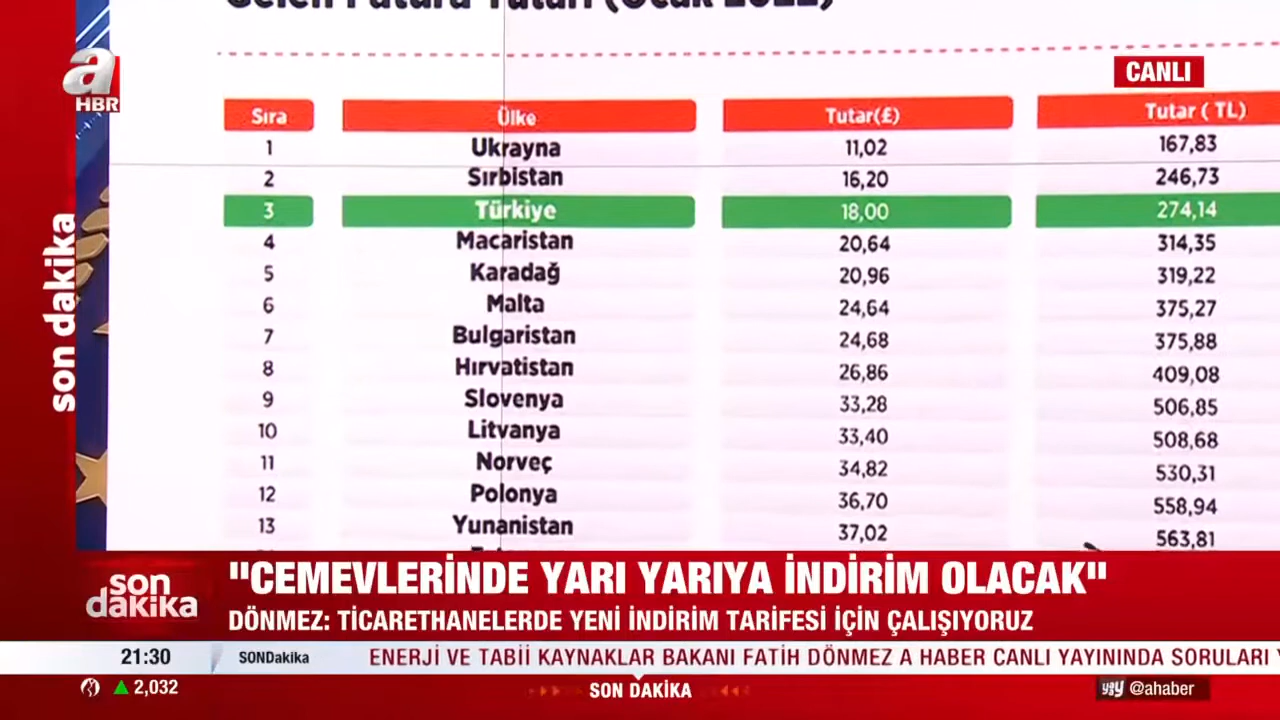 Gelen Fatura Tutarı (Ocak 2022)
a
HBR
CANLI
Sıra Ülke Tutar(£) Tutar ( TL)
1 Ukrayna 11,02 167,83
2 Sırbistan 16,20 246,73
3 Türkiye 18,00 274,14
4 Macaristan 20,64 314,35
5 Karadağ 20,96 319,22
6 Malta 24,64 375,27
7 Bulgaristan 24,68 375,88
8 Hırvatistan 26,86 409,08
9 Slovenya 33,28 506,85
10 Litvanya 33,40 508,68
11 Norveç 34,82 530,31
12 Polonya 36,70 558,94
13 Yunanistan 37,02 563,81
son dakika
son
dakika
"CEMEVLERİNDE YARI YARIYA İNDİRİM OLACAK"
DÖNMEZ: TİCARETHANELERDE YENİ İNDİRİM TARİFESİ İÇİN ÇALIŞIYORUZ
21:30 SONDakika ENERJİ VE TABİİ KAYNAKLAR BAKANI FATİH DÖNMEZ A HABER CANLI YAYININDA SORULARI
2,032 SON DAKİKA @ahaber